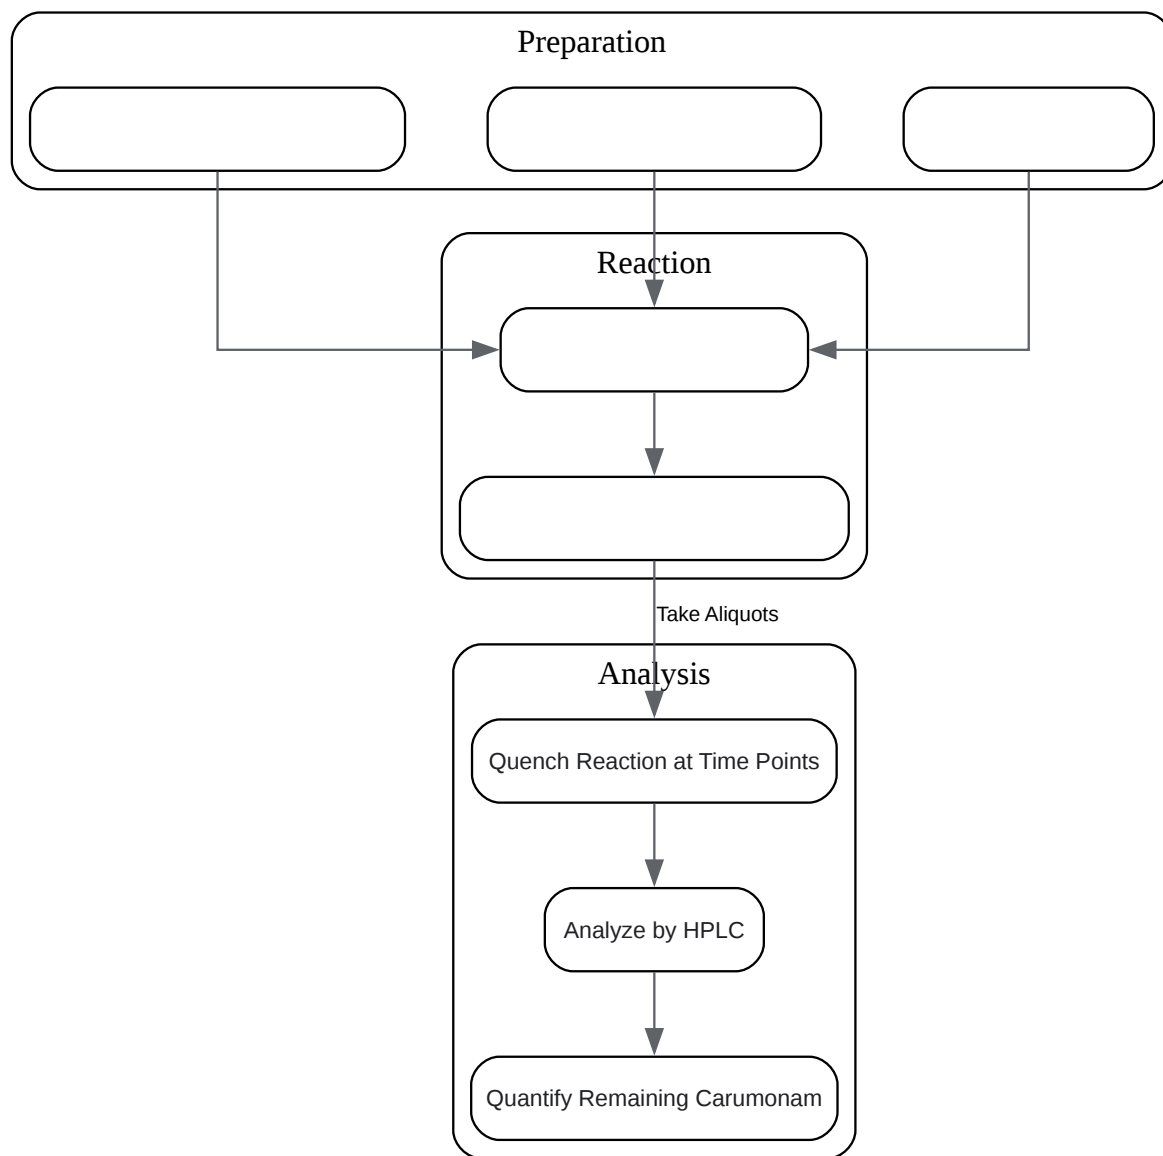 Preparation
Reaction
Take Aliquots
Analysis
Quench Reaction at Time Points
Analyze by HPLC
Quantify Remaining Carumonam